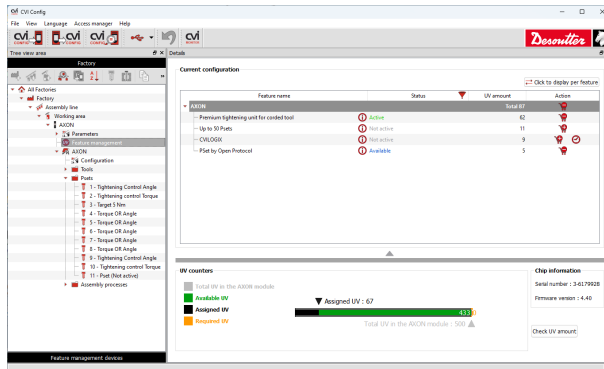 CVI Config
File View Language Access manager Help
Desoutter
Tree view area
Details
Factory
All Factories
Factory
Assembly line
Working area
AXON
Parameters
Feature management
AXON
Configuration
Tools
Psets
1 - Tightening Control Angle
2 - Tightening control Torque
3 - Target 5 Nm
4 - Torque OR Angle
5 - Torque OR Angle
6 - Torque OR Angle
7 - Torque OR Angle
8 - Torque OR Angle
9 - Tightening Control Angle
10 - Tightening control Torque
11 - Pset (Not active)
Assembly processes
Feature management devices
Current configuration
Click to display per feature
Feature name Status UV amount Action
AXON Total 87
Premium tightening unit for corded tool Active 62
Up to 50 Psets Not active 11
CVILOGIX Not active 9
PSet by Open Protocol Available 5
UV counters
Total UV in the AXON module
Available UV
Assigned UV
Required UV
Assigned UV : 67
433
Total UV in the AXON module : 500
Chip information
Serial number : 3-6179928
Firmware version : 4.40
Check UV amount